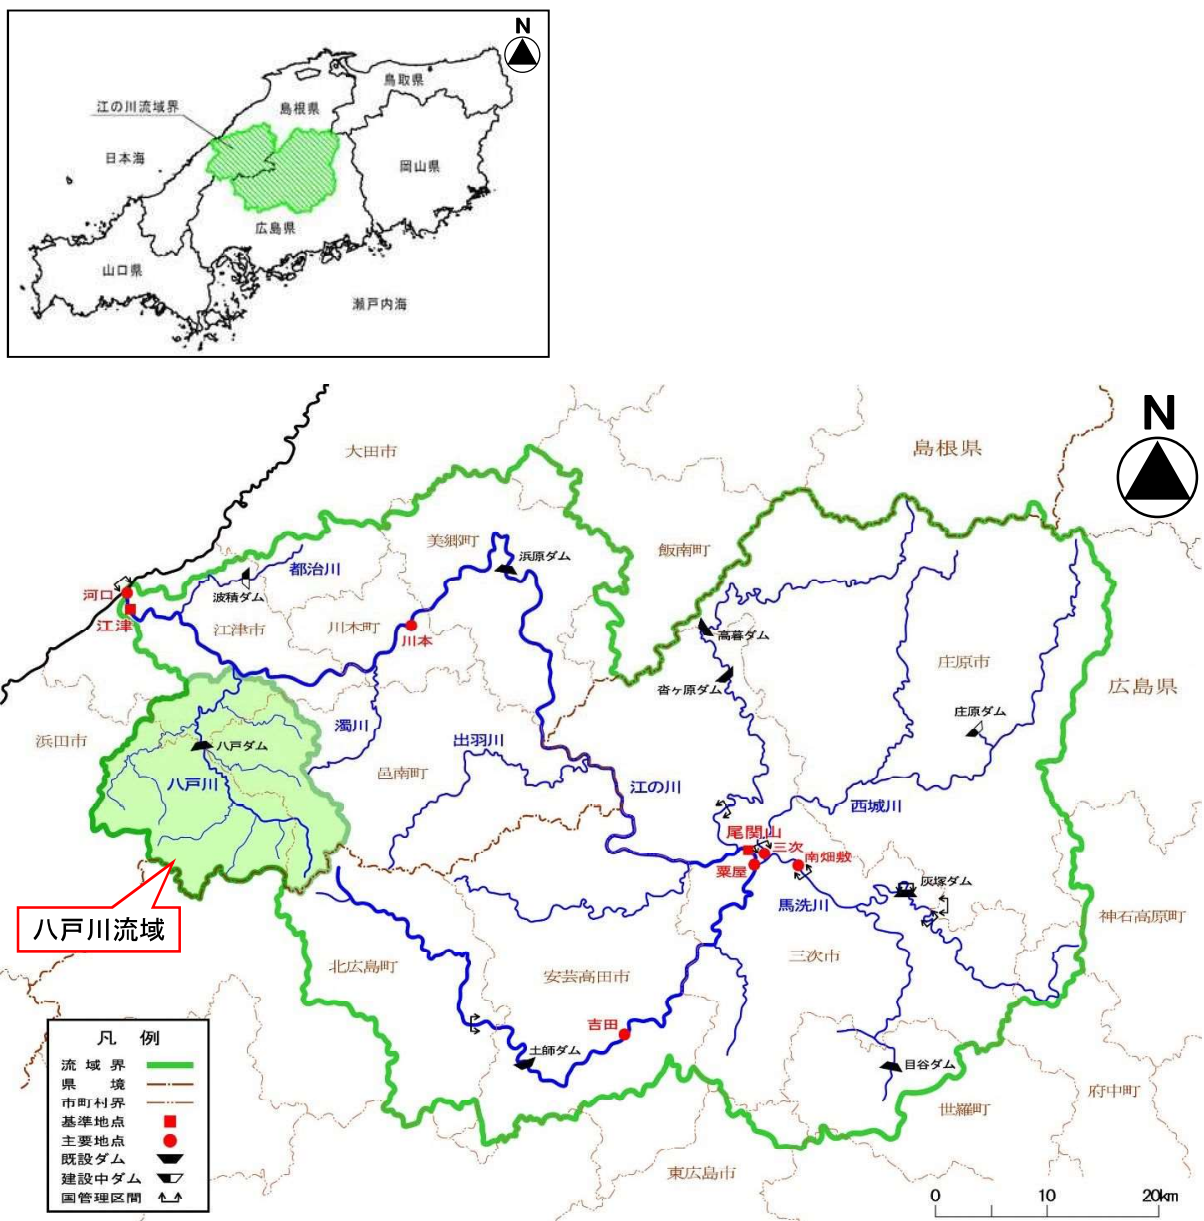 N
鳥取県
江の川流域界
島根県
日本海
岡山県
広島県
山口県
瀬戸内海
N
島根県
大田市
美郷町
浜原ダム
飯南町
都治川
河口
波積ダム
江津
江津市
川本町
川本
高暮ダム
庄原市
沓ヶ原ダム
広島県
庄原ダム
濁川
浜田市
出羽川
八戸ダム
邑南町
八戸川
江の川
西城川
尾関山
三次
南畑敷
粟屋
灰塚ダム
馬洗川
神石高原町
八戸川流域
三次市
北広島町
安芸高田市
吉田
凡例
土師ダム
流域界
目谷ダム
県境
府中町
市町村界
世羅町
基準地点
主要地点
既設ダム
東広島市
建設中ダム
国管理区間
0 10 20km